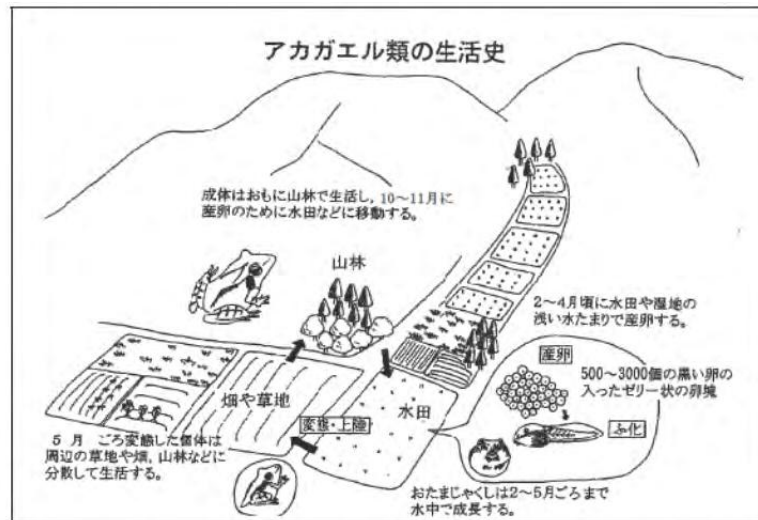 アカガエル類の生活史
成体はおもに山林で生活し，10～11月に
産卵のために水田などに移動する。
山林
2～4月頃に水田や湿地の
浅い水たまりで産卵する。
産卵
500～3000個の黒い卵の
入ったゼリー状の卵塊
畑や草地
水田
変態・上陸
ふ化
5 月 ごろ変態した個体は
周辺の草地や畑，山林などに
分散して生活する。
おたまじゃくしは2～5月ごろまで
水中で成長する。